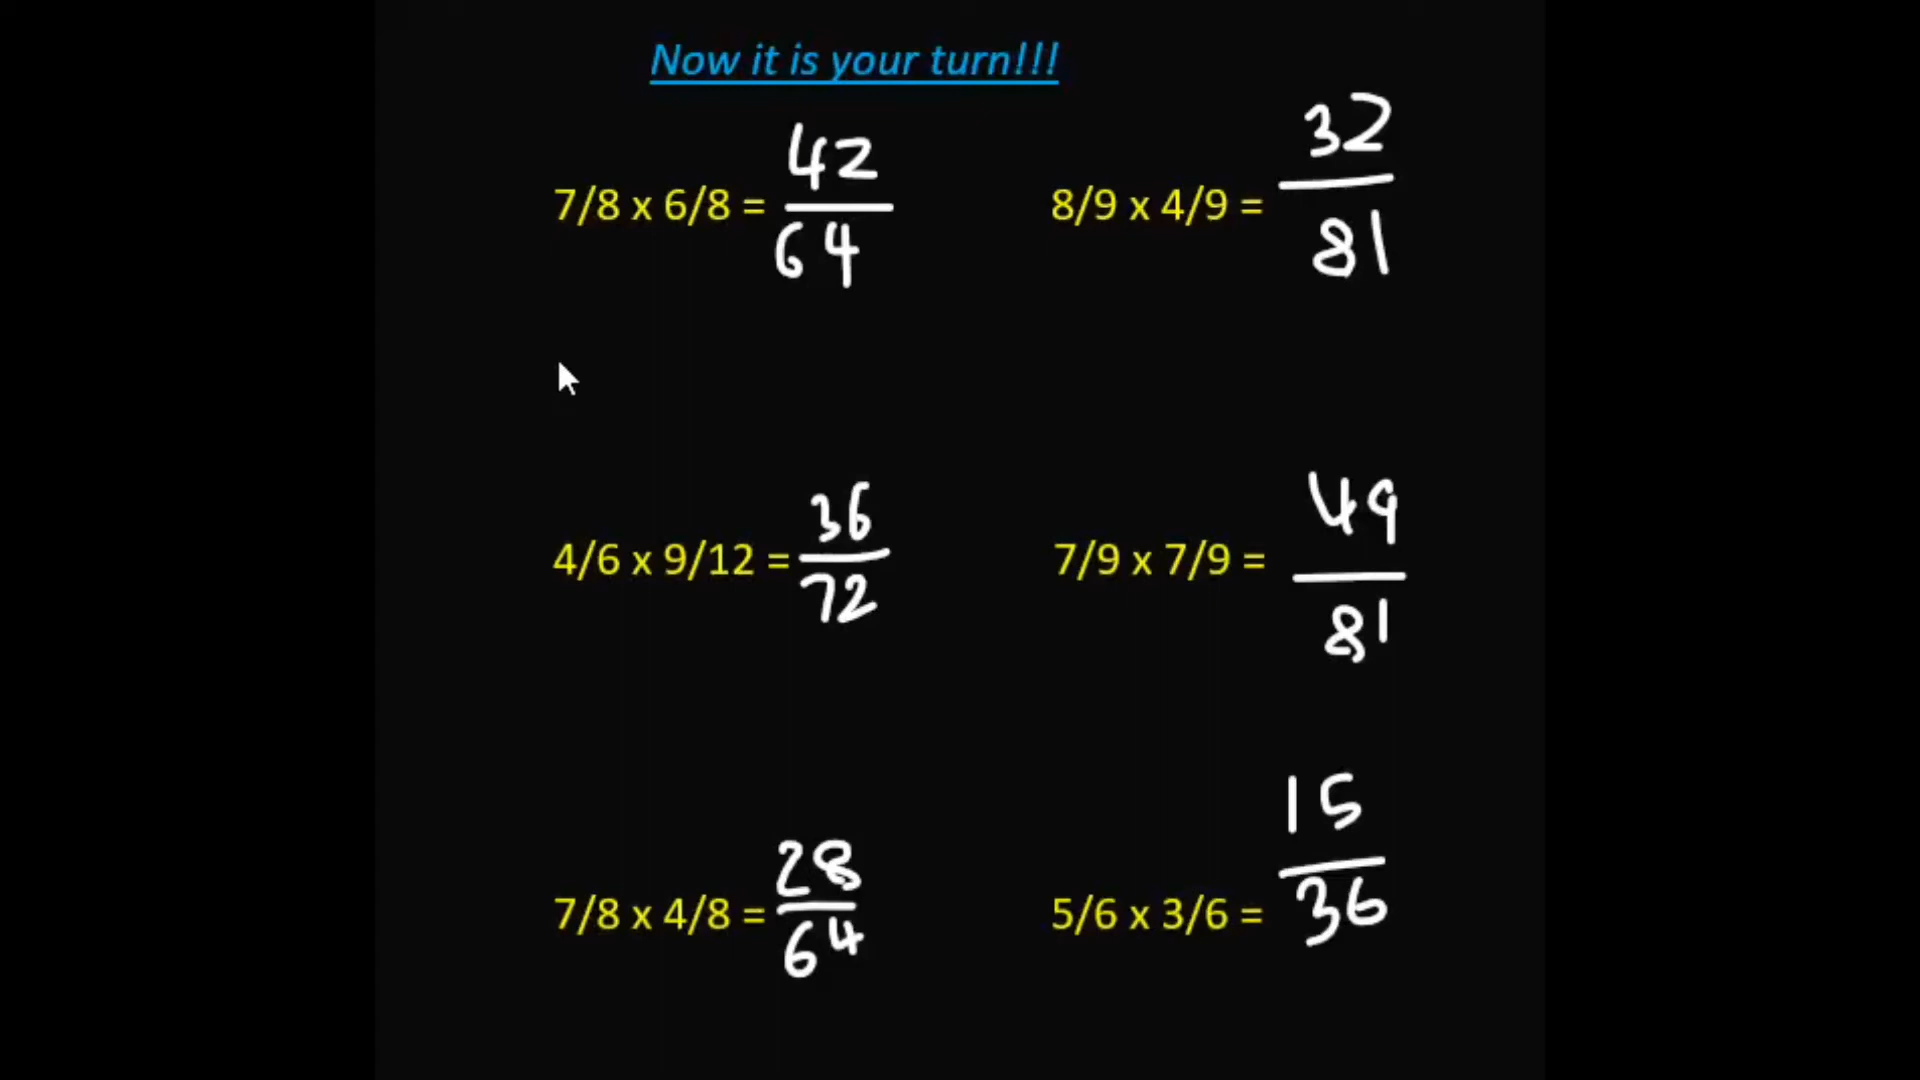 Now it is your turn!!!
7/8 x 6/8 = 42/64
8/9 x 4/9 = 32/81
4/6 x 9/12 = 36/72
7/9 x 7/9 = 49/81
7/8 x 4/8 = 28/64
5/6 x 3/6 = 15/36